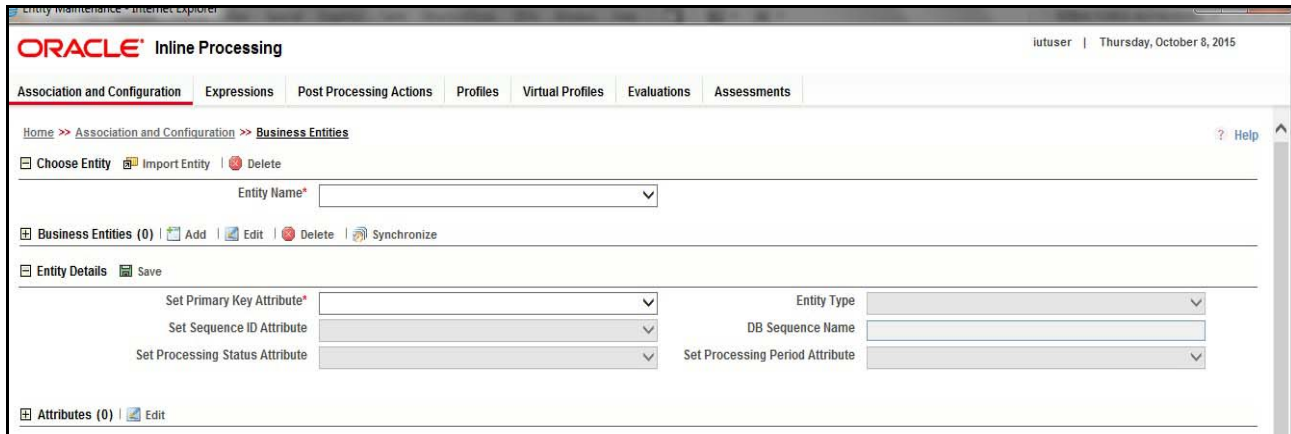 Entity Maintenance - Internet Explorer
ORACLE Inline Processing
iutuser | Thursday, October 8, 2015
Association and Configuration Expressions Post Processing Actions Profiles Virtual Profiles Evaluations Assessments
Home >> Association and Configuration >> Business Entities
? Help
Choose Entity Import Entity | Delete
Entity Name*
Business Entities (0) | Add | Edit | Delete | Synchronize
Entity Details Save
Set Primary Key Attribute* Entity Type
Set Sequence ID Attribute DB Sequence Name
Set Processing Status Attribute Set Processing Period Attribute
Attributes (0) | Edit